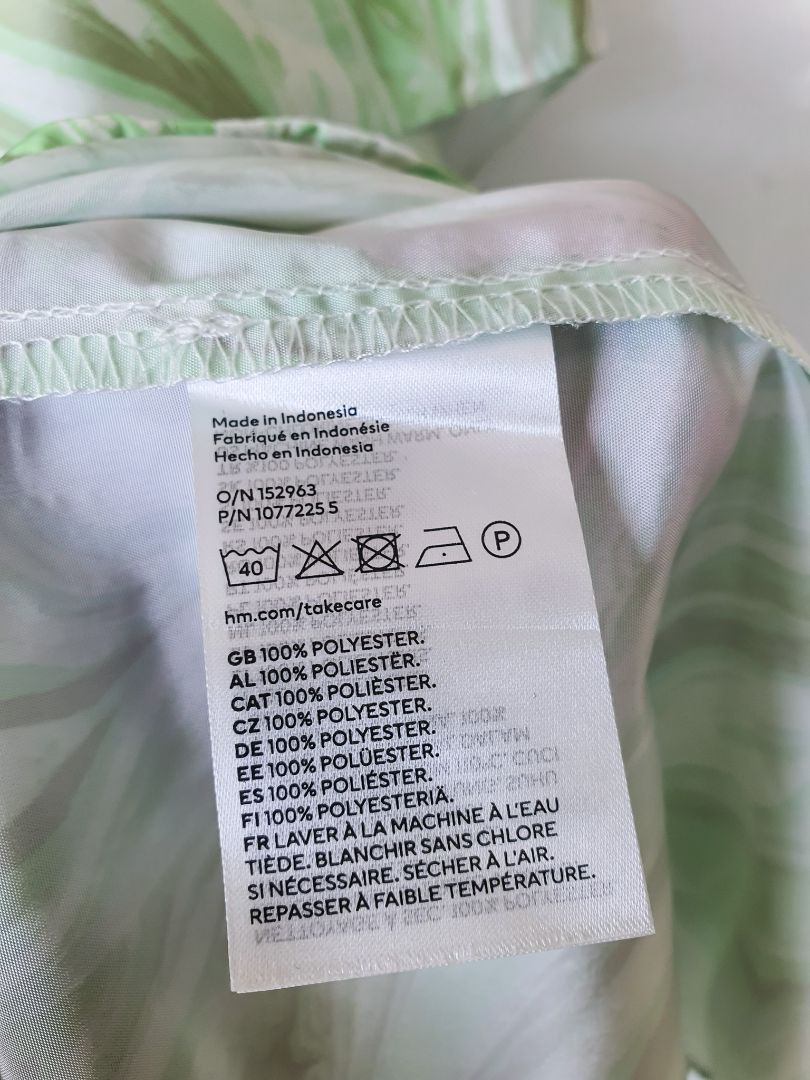 Made in Indonesia
Fabriqué en Indonésie
Hecho en Indonesia
O/N 152963
P/N 1077225 5
40 P
hm.com/takecare
GB 100% POLYESTER.
AL 100% POLIESTËR.
CAT 100% POLIÈSTER.
CZ 100% POLYESTER.
DE 100% POLYESTER.
EE 100% POLÜESTER.
ES 100% POLIÉSTER.
FI 100% POLYESTERIÄ.
FR LAVER À LA MACHINE À L'EAU
TIÈDE. BLANCHIR SANS CHLORE
SI NÉCESSAIRE. SÉCHER À L'AIR.
REPASSER À FAIBLE TEMPÉRATURE.